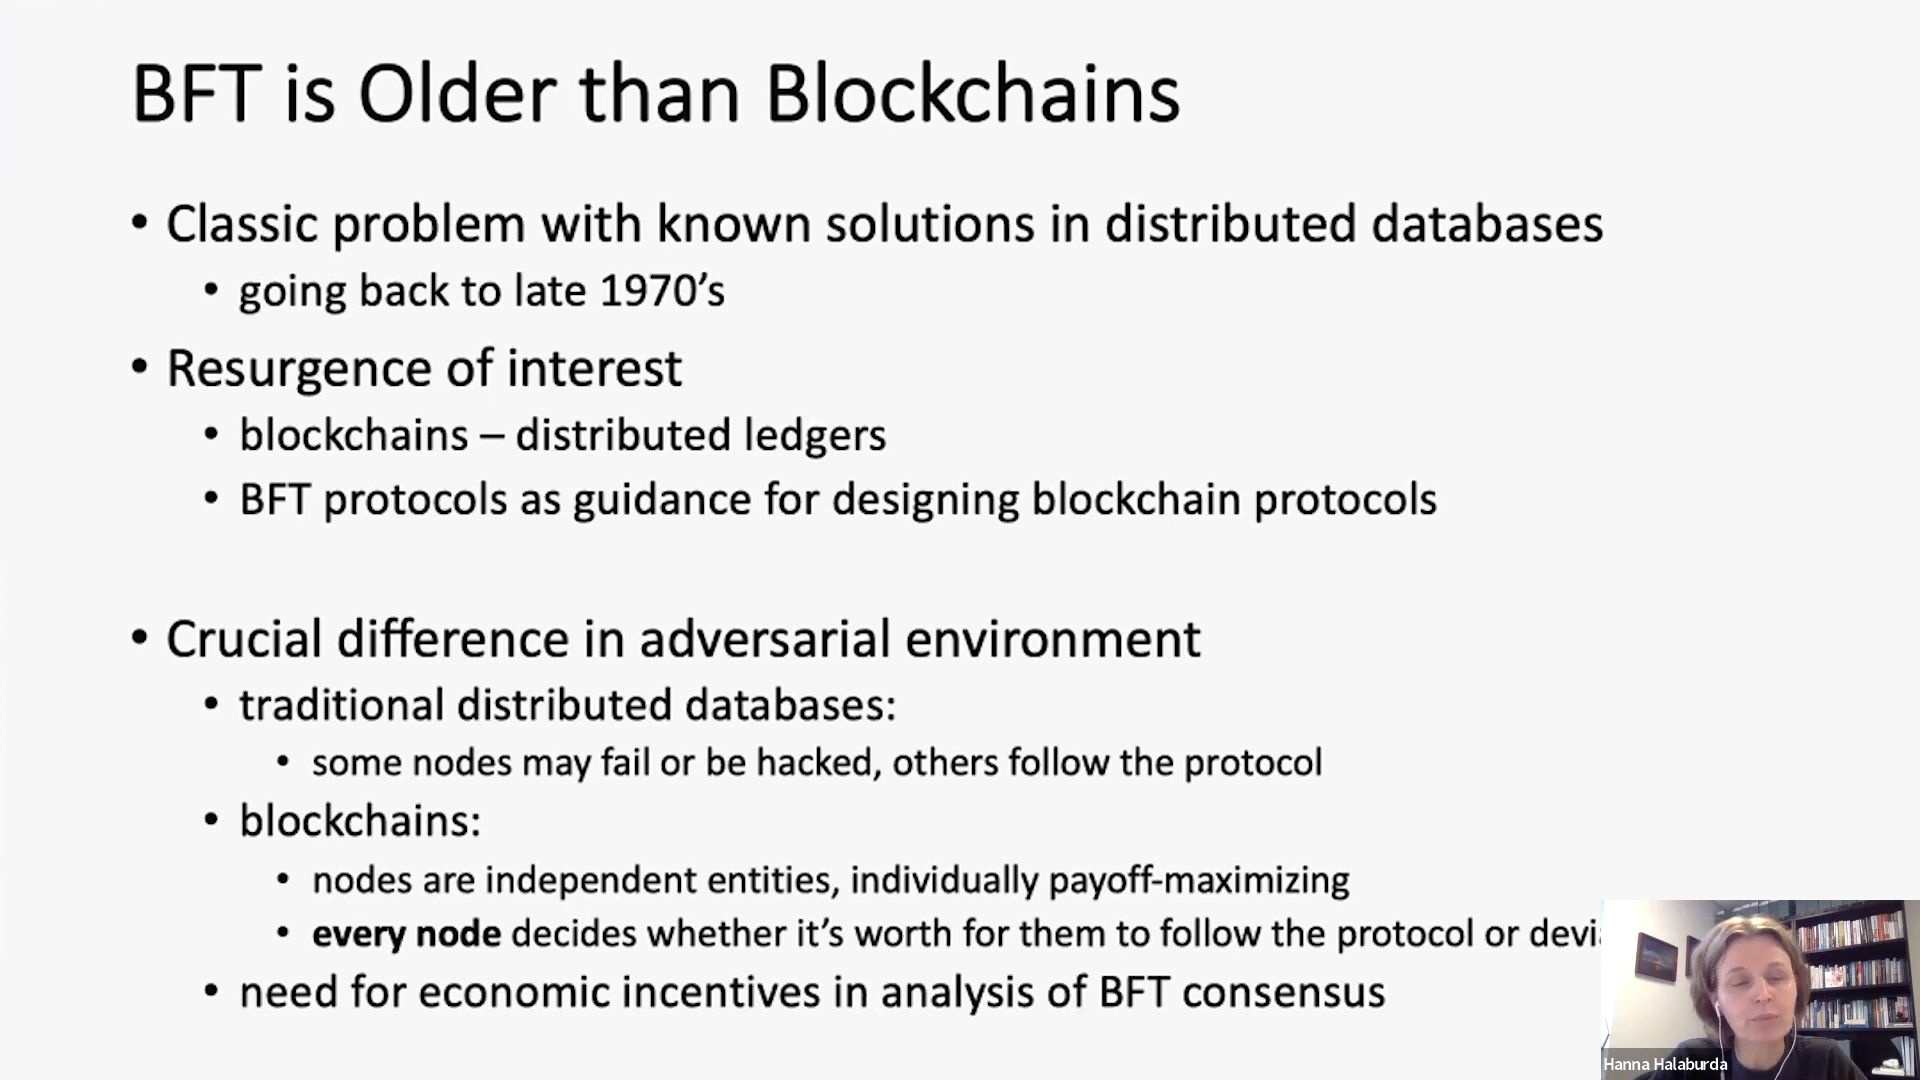 BFT is Older than Blockchains
• Classic problem with known solutions in distributed databases
• going back to late 1970’s
• Resurgence of interest
• blockchains – distributed ledgers
• BFT protocols as guidance for designing blockchain protocols
• Crucial difference in adversarial environment
• traditional distributed databases:
• some nodes may fail or be hacked, others follow the protocol
• blockchains:
• nodes are independent entities, individually payoff-maximizing
• every node decides whether it’s worth for them to follow the protocol or devi
• need for economic incentives in analysis of BFT consensus
Hanna Halaburda